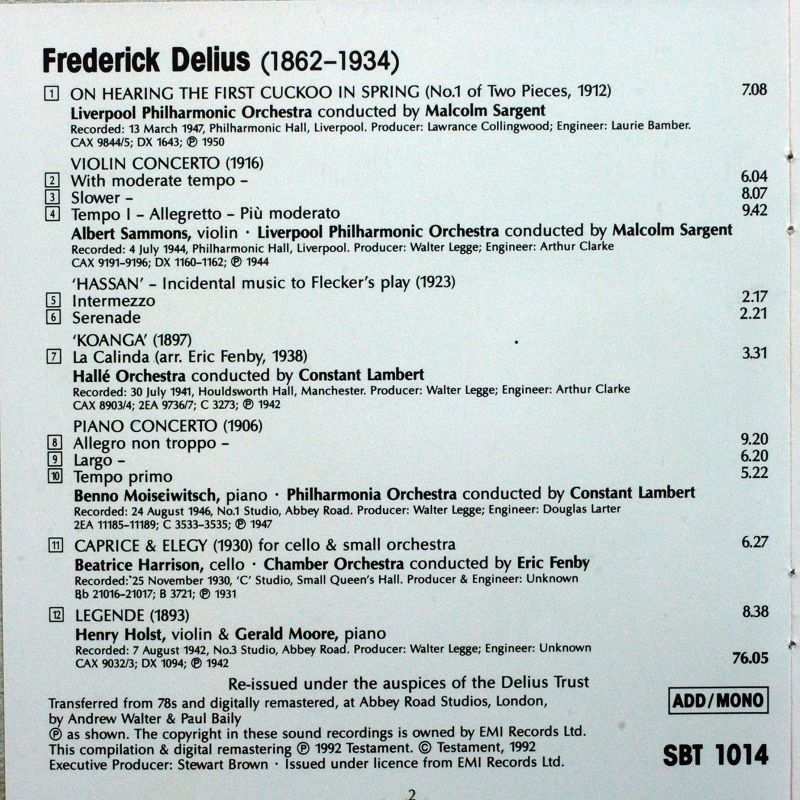 Frederick Delius (1862–1934)
1 ON HEARING THE FIRST CUCKOO IN SPRING (No.1 of Two Pieces, 1912) 7.08
Liverpool Philharmonic Orchestra conducted by Malcolm Sargent
Recorded: 13 March 1947, Philharmonic Hall, Liverpool. Producer: Lawrance Collingwood; Engineer: Laurie Bamber.
CAX 9844/5; DX 1643; ℗ 1950
VIOLIN CONCERTO (1916)
2 With moderate tempo – 6.04
3 Slower – 8.07
4 Tempo I – Allegretto – Più moderato 9.42
Albert Sammons, violin · Liverpool Philharmonic Orchestra conducted by Malcolm Sargent
Recorded: 4 July 1944, Philharmonic Hall, Liverpool. Producer: Walter Legge; Engineer: Arthur Clarke
CAX 9191–9196; DX 1160–1162; ℗ 1944
'HASSAN' – Incidental music to Flecker's play (1923)
5 Intermezzo 2.17
6 Serenade 2.21
'KOANGA' (1897)
7 La Calinda (arr. Eric Fenby, 1938) 3.31
Hallé Orchestra conducted by Constant Lambert
Recorded: 30 July 1941, Houldsworth Hall, Manchester. Producer: Walter Legge; Engineer: Arthur Clarke
CAX 8903/4; 2EA 9736/7; C 3273; ℗ 1942
PIANO CONCERTO (1906)
8 Allegro non troppo – 9.20
9 Largo – 6.20
10 Tempo primo 5.22
Benno Moiseiwitsch, piano · Philharmonia Orchestra conducted by Constant Lambert
Recorded: 24 August 1946, No.1 Studio, Abbey Road. Producer: Walter Legge; Engineer: Douglas Larter
2EA 11185–11189; C 3533–3535; ℗ 1947
11 CAPRICE & ELEGY (1930) for cello & small orchestra 6.27
Beatrice Harrison, cello · Chamber Orchestra conducted by Eric Fenby
Recorded: 25 November 1930, 'C' Studio, Small Queen's Hall. Producer & Engineer: Unknown
Bb 21016–21017; B 3721; ℗ 1931
12 LEGENDE (1893) 8.38
Henry Holst, violin & Gerald Moore, piano
Recorded: 7 August 1942, No.3 Studio, Abbey Road. Producer: Walter Legge; Engineer: Unknown
CAX 9032/3; DX 1094; ℗ 1942
76.05
Re-issued under the auspices of the Delius Trust
Transferred from 78s and digitally remastered, at Abbey Road Studios, London,
by Andrew Walter & Paul Baily
℗ as shown. The copyright in these sound recordings is owned by EMI Records Ltd.
This compilation & digital remastering ℗ 1992 Testament. © Testament, 1992
Executive Producer: Stewart Brown · Issued under licence from EMI Records Ltd.
ADD/MONO
SBT 1014
2